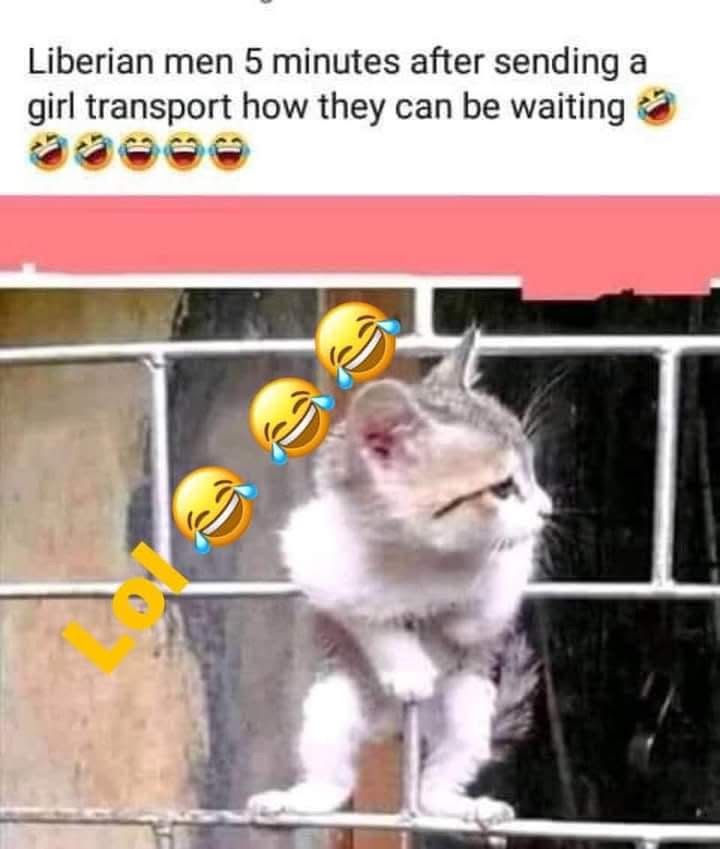 Liberian men 5 minutes after sending a
girl transport how they can be waiting 🤣
🤣🤣😂😂😂
Lol